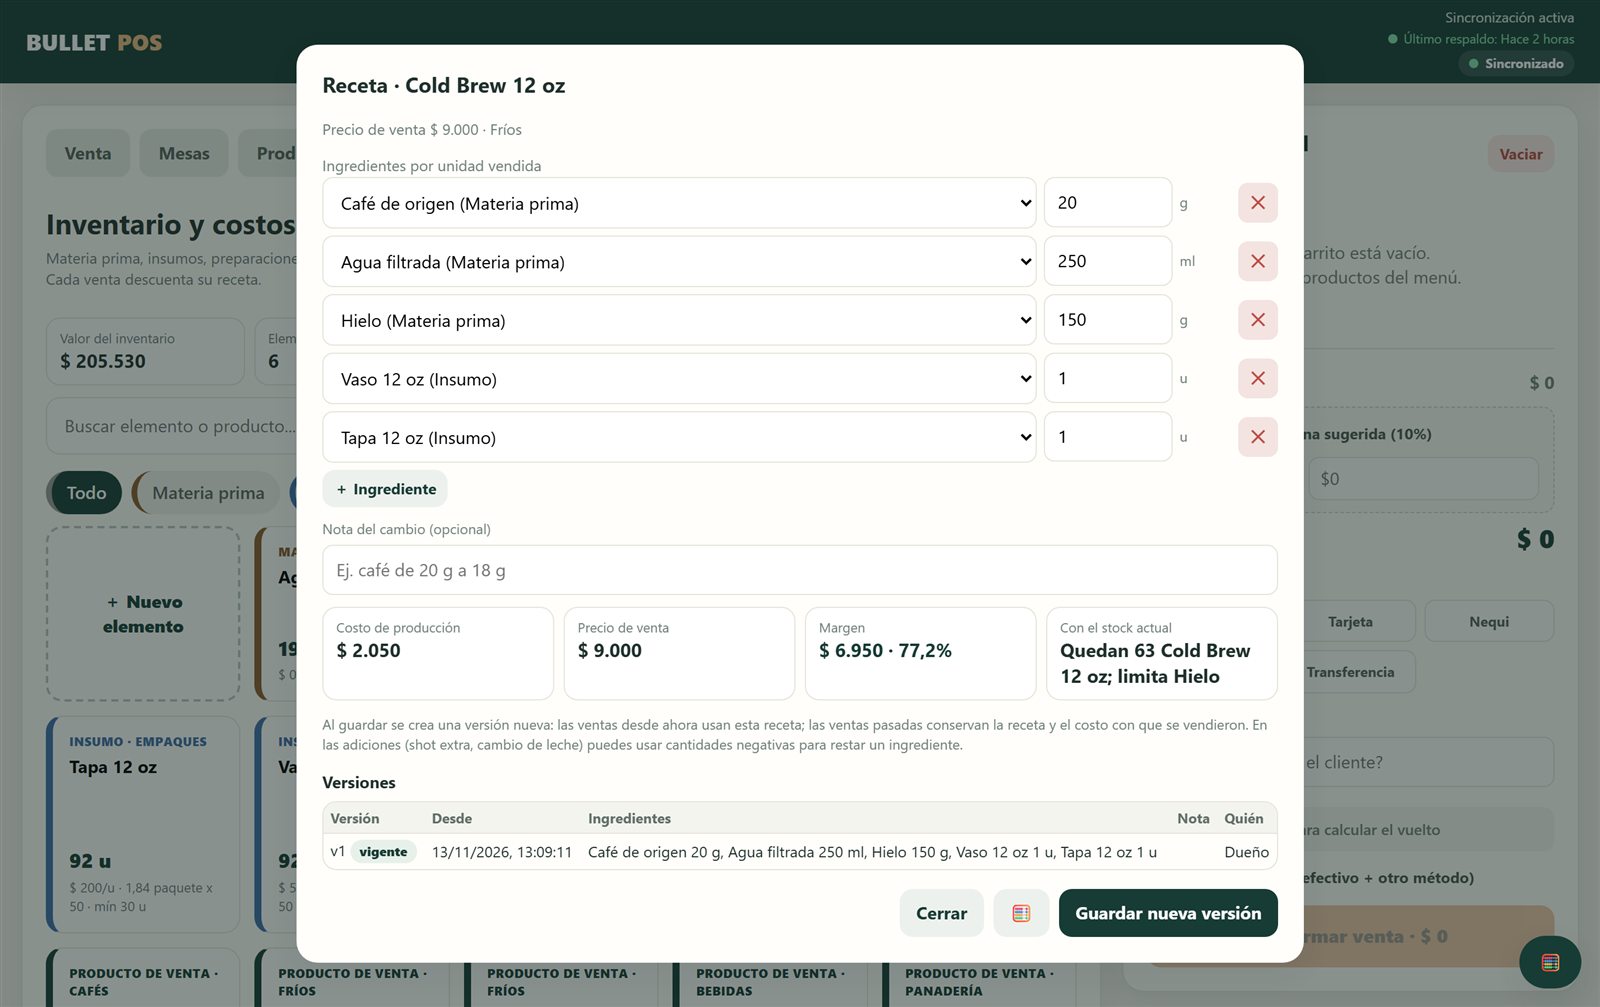 BULLET POS
Sincronización activa
Último respaldo: Hace 2 horas
Sincronizado
Venta
Mesas
Prod
Vaciar
Inventario y costos
Materia prima, insumos, preparacione
Cada venta descuenta su receta.
Valor del inventario
$ 205.530
Elem
6
Buscar elemento o producto...
Todo
Materia prima
+ Nuevo
elemento
MA
Ag
19
$ 0
INSUMO · EMPAQUES
Tapa 12 oz
92 u
$ 200/u · 1,84 paquete x
50 · mín 30 u
INS
Va
92
$ 5
50
PRODUCTO DE VENTA ·
CAFÉS
PRODUCTO DE VENTA ·
FRÍOS
PRODUCTO DE VENTA ·
FRÍOS
PRODUCTO DE VENTA ·
BEBIDAS
PRODUCTO DE VENTA ·
PANADERÍA
Receta · Cold Brew 12 oz
Precio de venta $ 9.000 · Fríos
Ingredientes por unidad vendida
Café de origen (Materia prima)
20
g
Agua filtrada (Materia prima)
250
ml
Hielo (Materia prima)
150
g
Vaso 12 oz (Insumo)
1
u
Tapa 12 oz (Insumo)
1
u
+ Ingrediente
Nota del cambio (opcional)
Ej. café de 20 g a 18 g
Costo de producción
$ 2.050
Precio de venta
$ 9.000
Margen
$ 6.950 · 77,2%
Con el stock actual
Quedan 63 Cold Brew
12 oz; limita Hielo
Al guardar se crea una versión nueva: las ventas desde ahora usan esta receta; las ventas pasadas conservan la receta y el costo con que se vendieron. En
las adiciones (shot extra, cambio de leche) puedes usar cantidades negativas para restar un ingrediente.
Versiones
Versión Desde Ingredientes Nota Quién
v1 vigente 13/11/2026, 13:09:11 Café de origen 20 g, Agua filtrada 250 ml, Hielo 150 g, Vaso 12 oz 1 u, Tapa 12 oz 1 u Dueño
Cerrar
Guardar nueva versión
arrito está vacío.
productos del menú.
$ 0
na sugerida (10%)
$0
$ 0
Tarjeta
Nequi
Transferencia
el cliente?
ara calcular el vuelto
efectivo + otro método)
rmar venta · $ 0